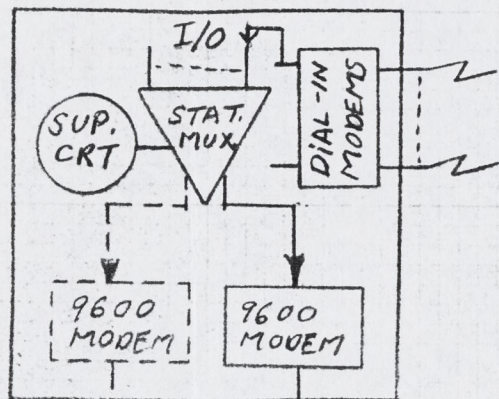 I/O
STAT.
MUX
SUP.
CRT
DIAL-IN
MODEMS
9600
MODEM
9600
MODEM